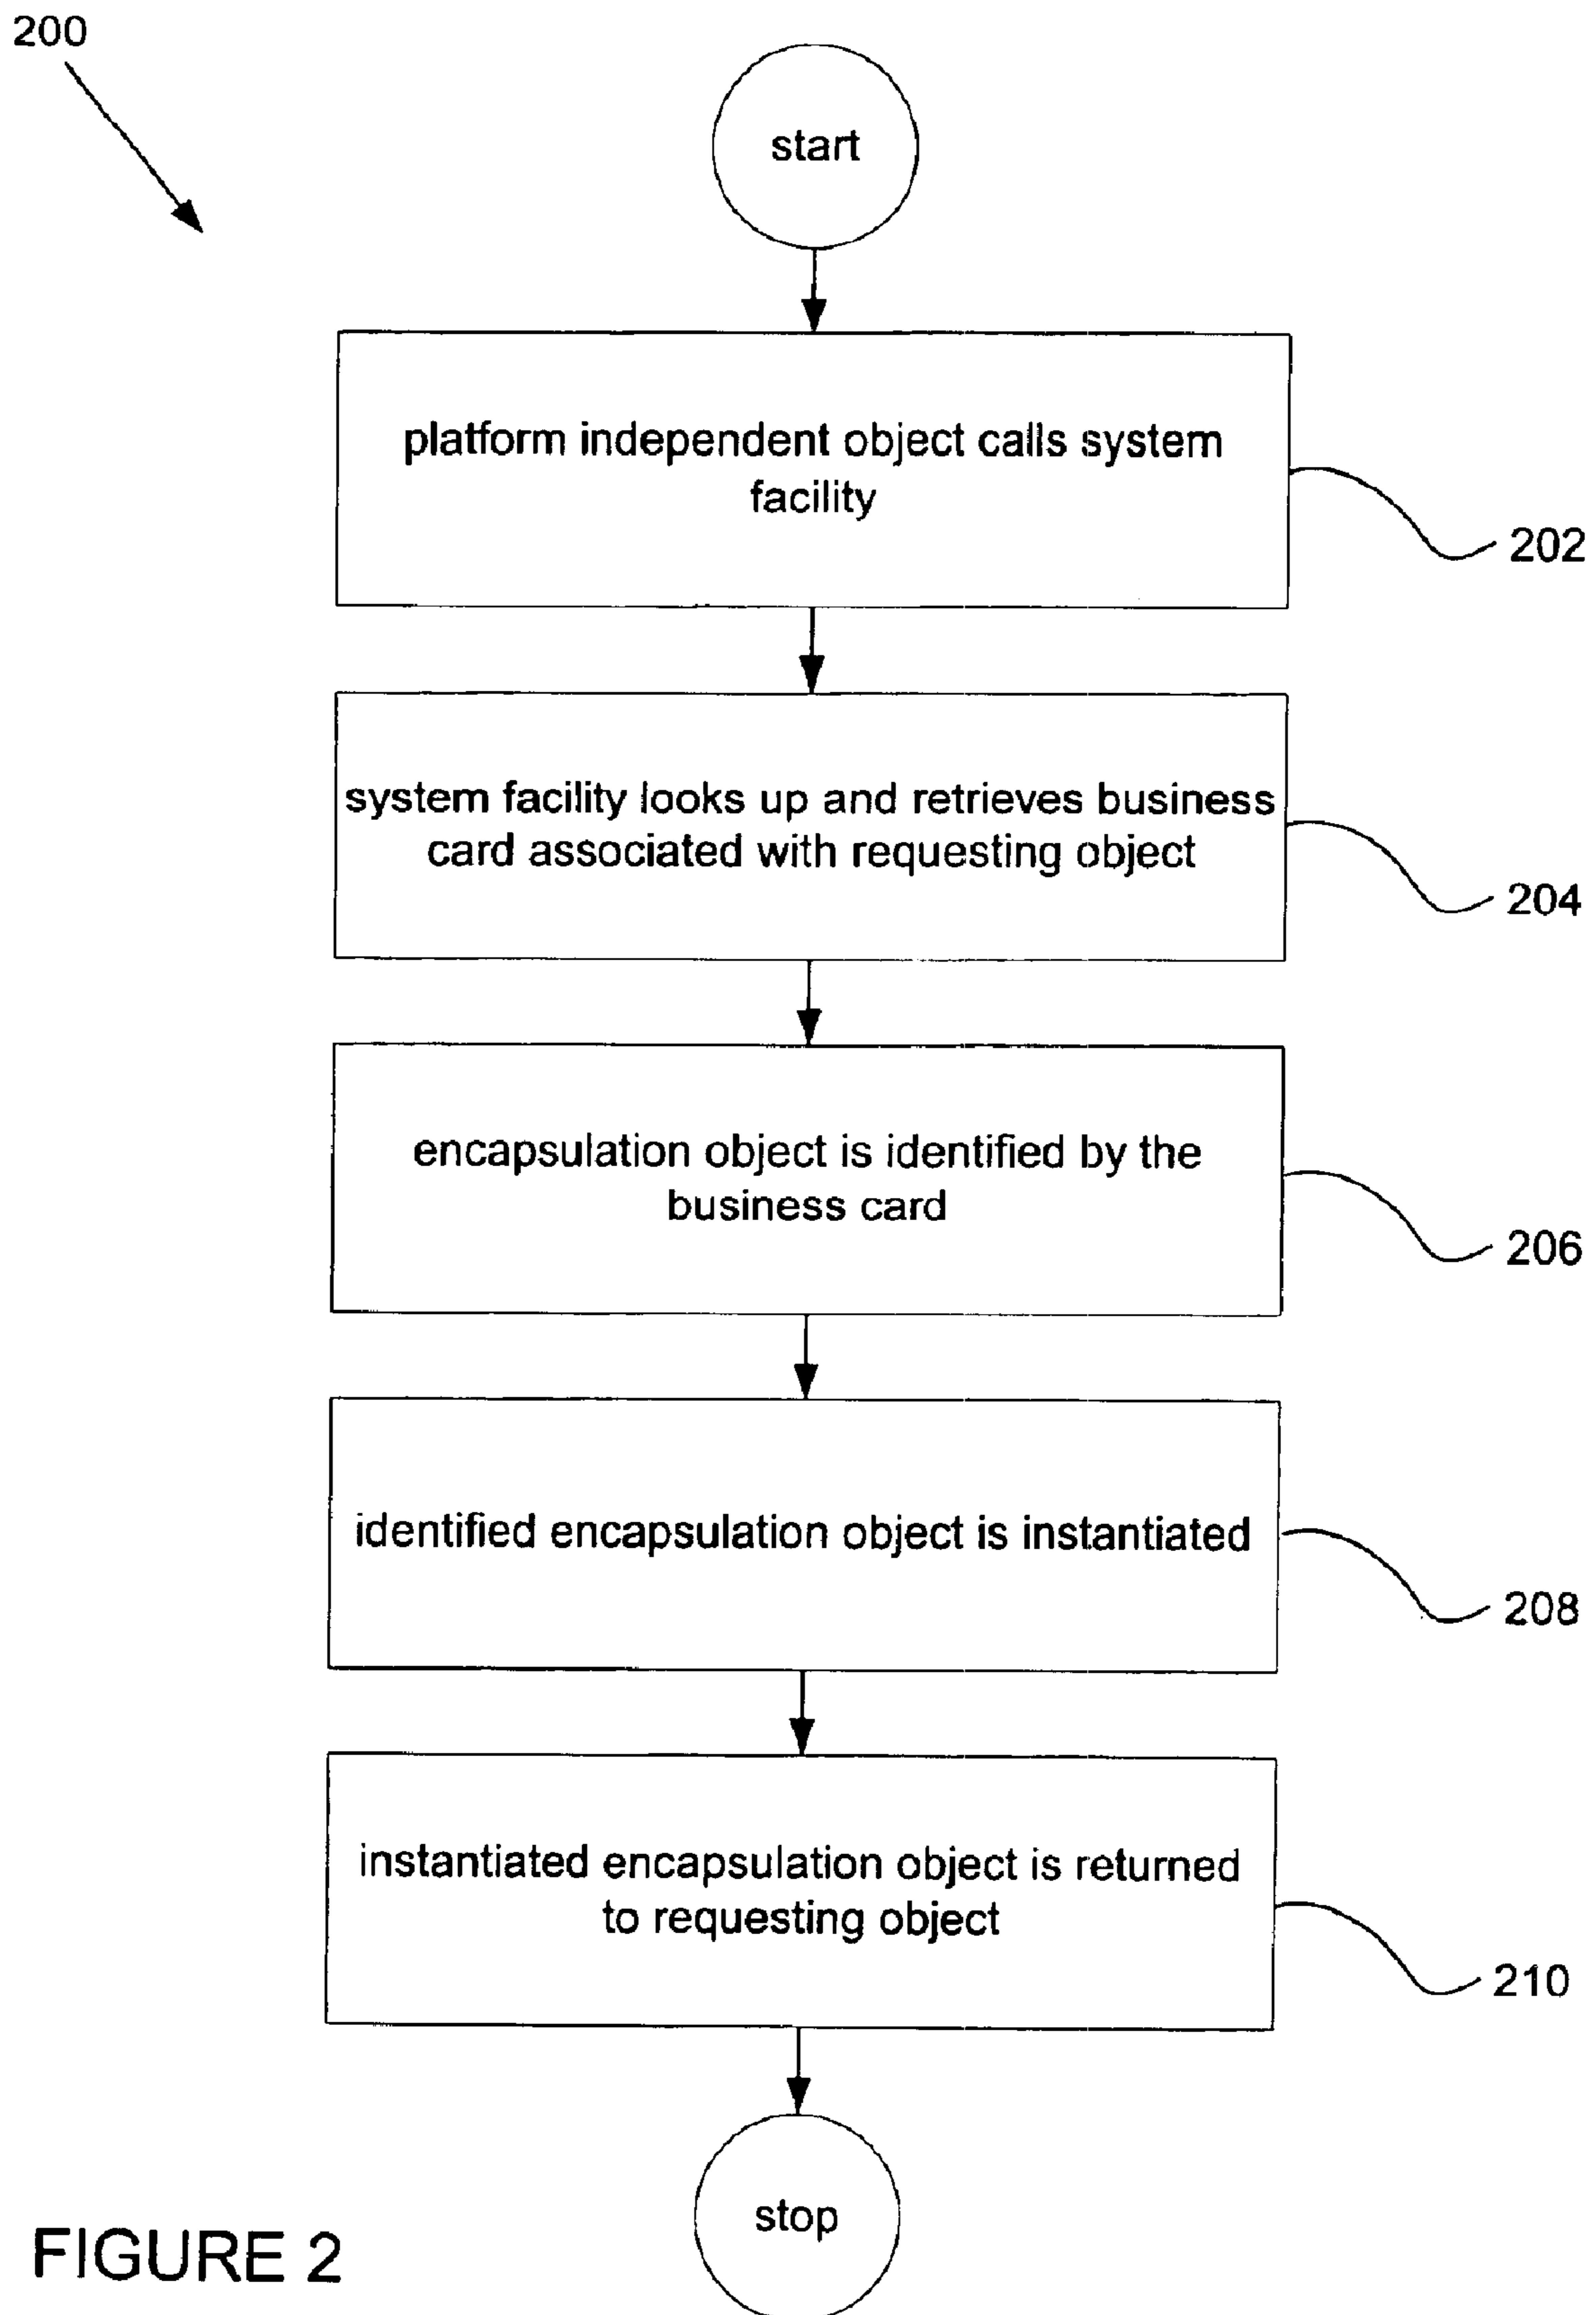 200
start
platform independent object calls system
facility
202
system facility looks up and retrieves business
card associated with requesting object
204
encapsulation object is identified by the
business card
206
identified encapsulation object is instantiated
208
instantiated encapsulation object is returned
to requesting object
210
stop
FIGURE 2